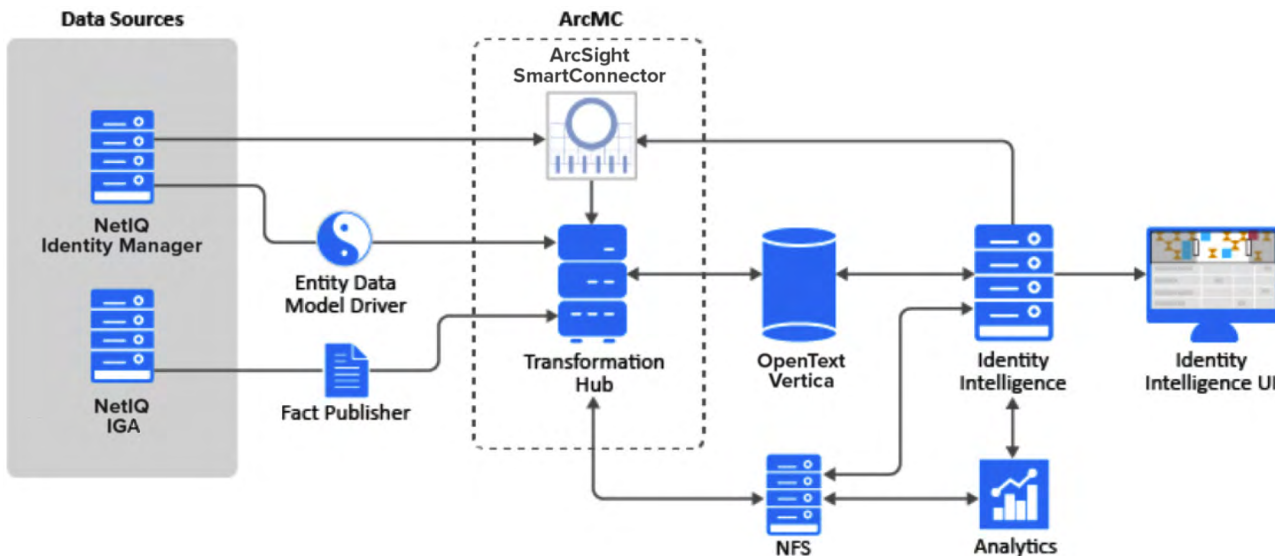 Data Sources
ArcMC
ArcSight
SmartConnector
NetIQ
Identity Manager
Entity Data
Model Driver
NetIQ
IGA
Fact Publisher
Transformation
Hub
OpenText
Vertica
Identity
Intelligence
Identity
Intelligence UI
NFS
Analytics